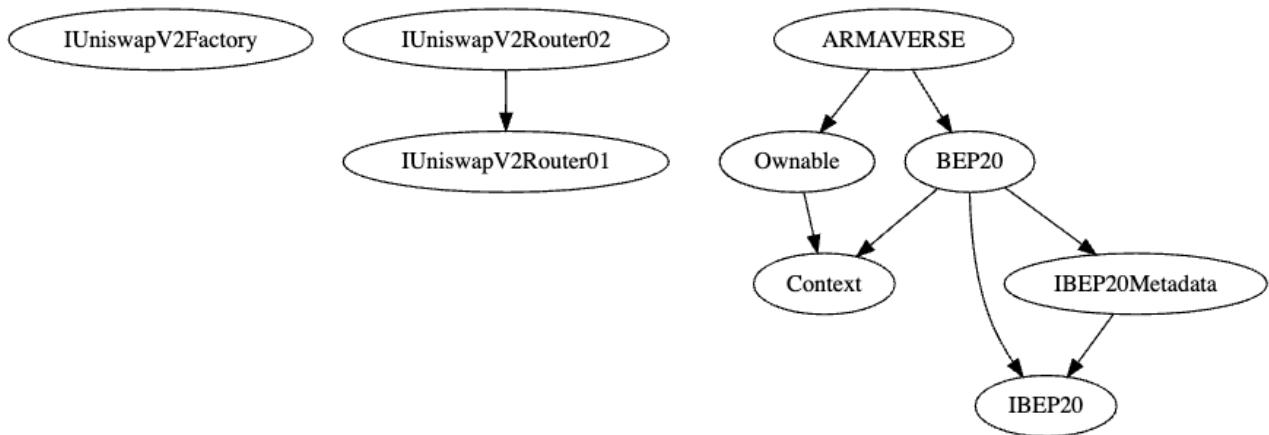 IUniswapV2Factory
IUniswapV2Router02
ARMAVERSE
IUniswapV2Router01
Ownable
BEP20
Context
IBEP20Metadata
IBEP20